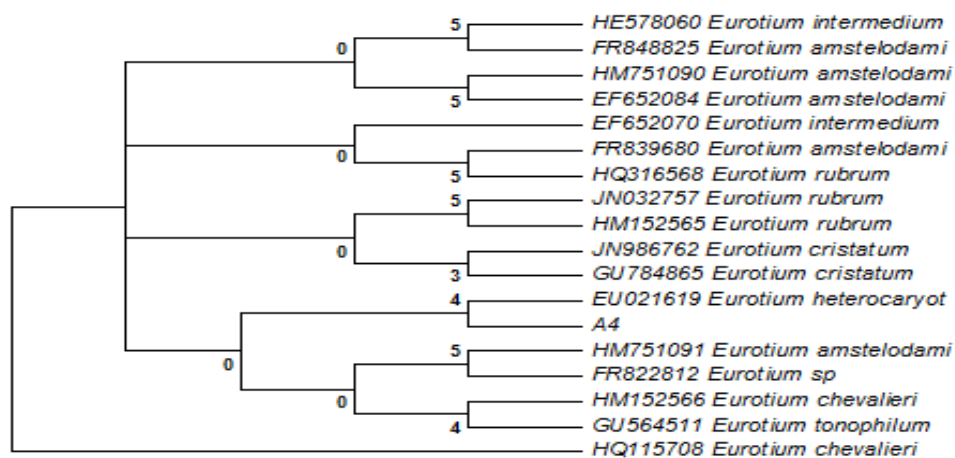 5 HE578060 Eurotium intermedium
0 FR848825 Eurotium amstelodami
HM751090 Eurotium amstelodami
5 EF652084 Eurotium amstelodami
EF652070 Eurotium intermedium
0 FR839680 Eurotium amstelodami
5 HQ316568 Eurotium rubrum
5 JN032757 Eurotium rubrum
HM152565 Eurotium rubrum
0 JN986762 Eurotium cristatum
3 GU784865 Eurotium cristatum
4 EU021619 Eurotium heterocaryot
A4
0 5 HM751091 Eurotium amstelodami
FR822812 Eurotium sp
0 HM152566 Eurotium chevalieri
4 GU564511 Eurotium tonophilum
HQ115708 Eurotium chevalieri